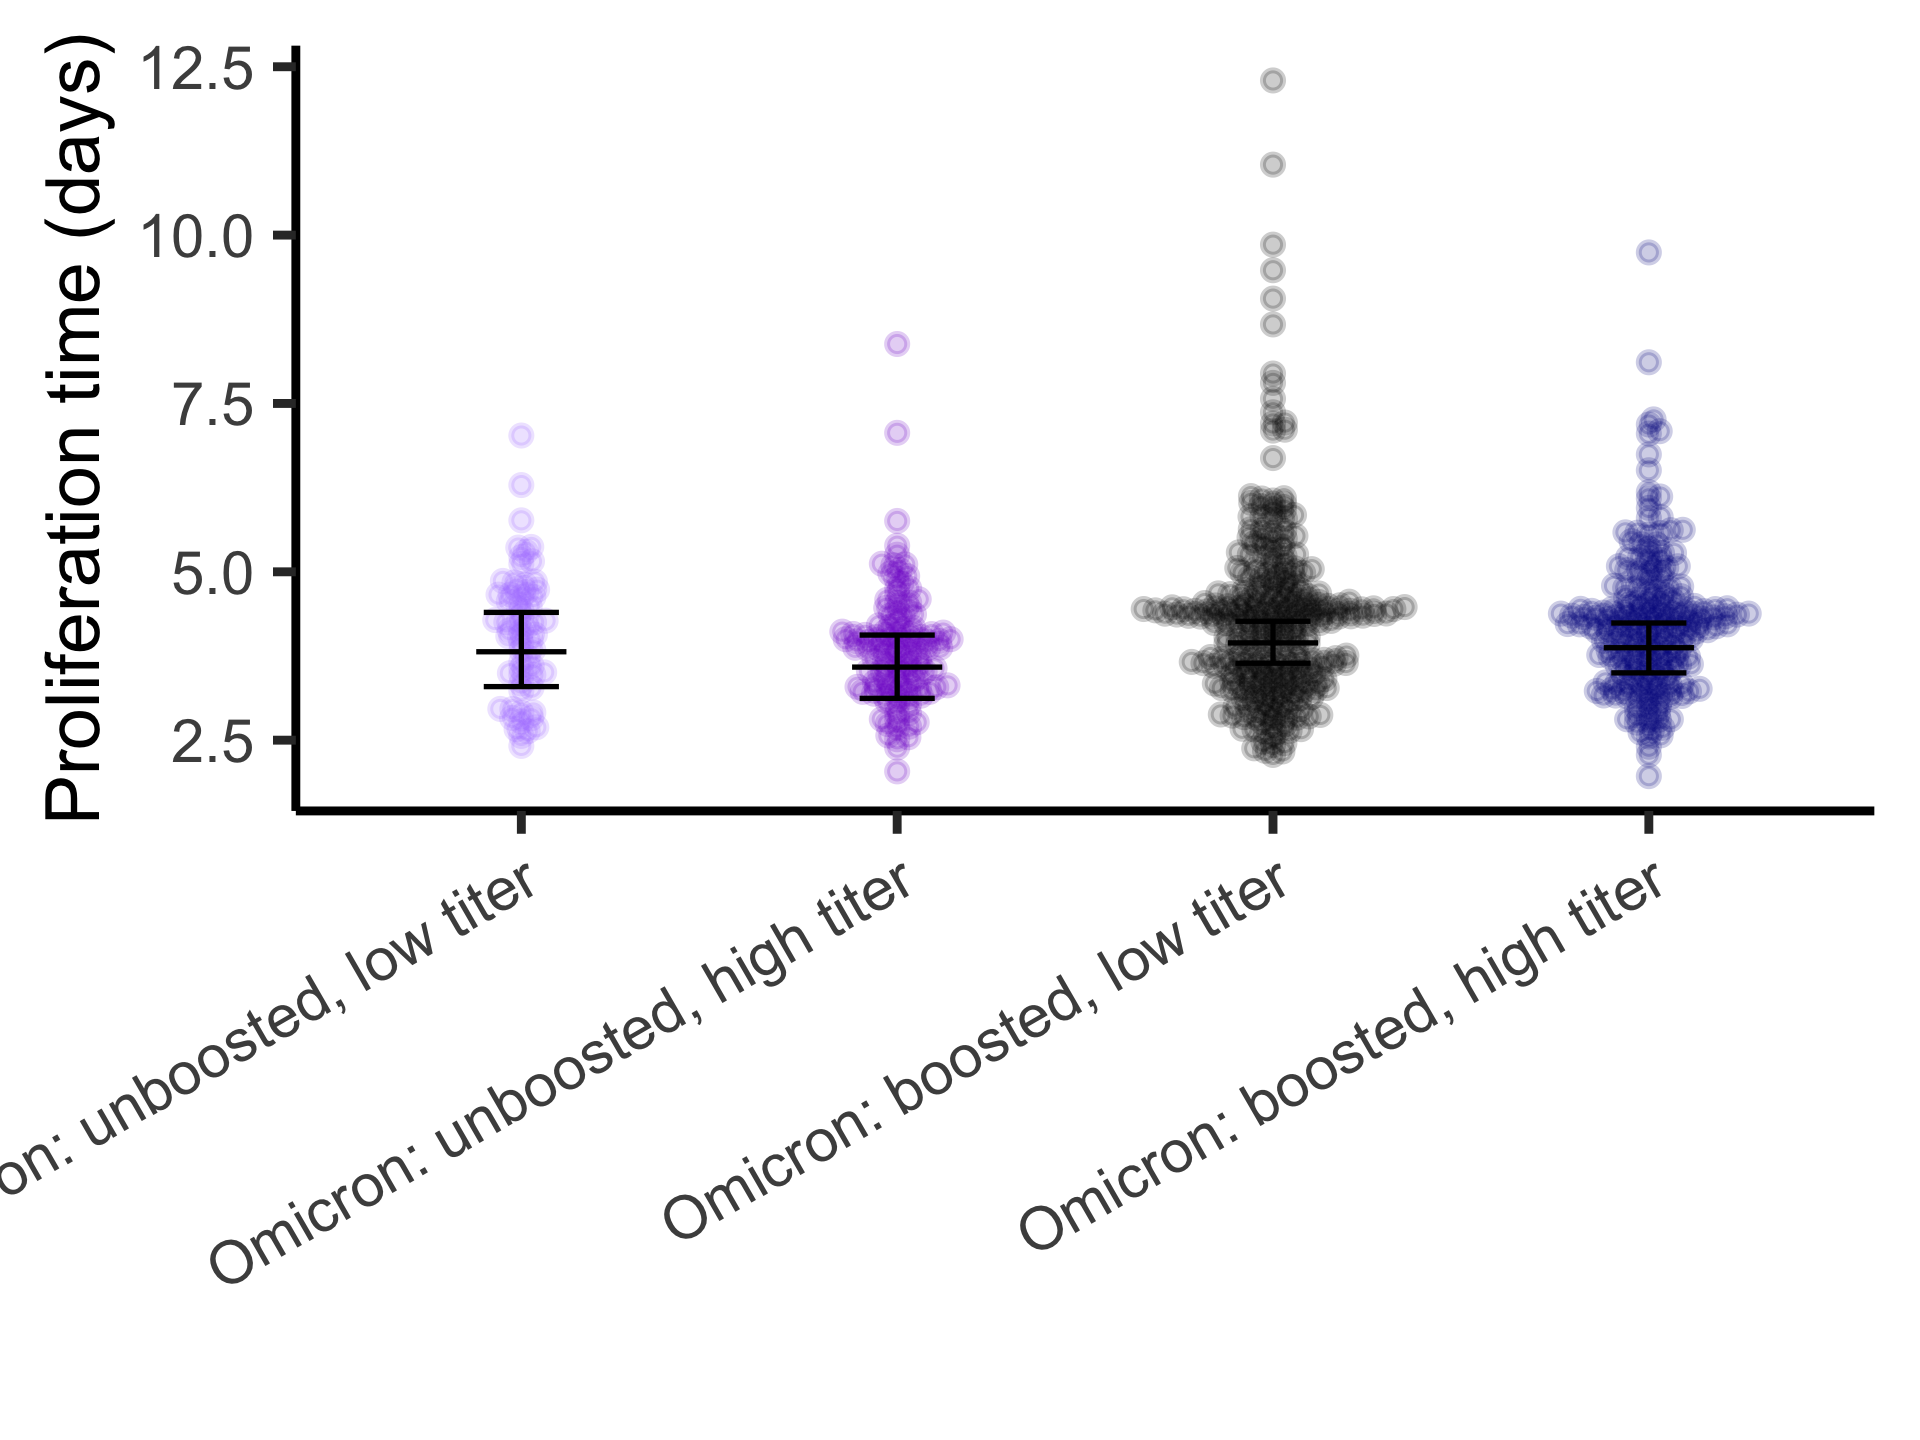 Proliferation time (days)
12.5
10.0
7.5
5.0
2.5
on: unboosted, low titer
Omicron: unboosted, high titer
Omicron: boosted, low titer
Omicron: boosted, high titer